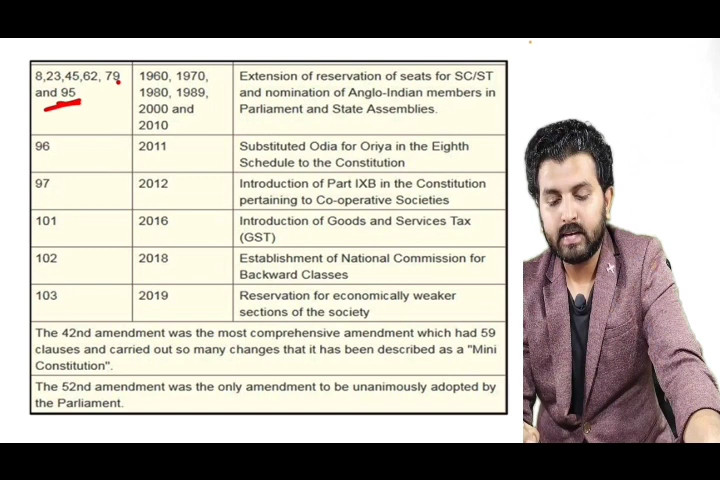 8,23,45,62, 79 1960, 1970, Extension of reservation of seats for SC/ST
and 95 1980, 1989, and nomination of Anglo-Indian members in
2000 and Parliament and State Assemblies.
2010
96 2011 Substituted Odia for Oriya in the Eighth
Schedule to the Constitution
97 2012 Introduction of Part IXB in the Constitution
pertaining to Co-operative Societies
101 2016 Introduction of Goods and Services Tax
(GST)
102 2018 Establishment of National Commission for
Backward Classes
103 2019 Reservation for economically weaker
sections of the society
The 42nd amendment was the most comprehensive amendment which had 59
clauses and carried out so many changes that it has been described as a "Mini
Constitution".
The 52nd amendment was the only amendment to be unanimously adopted by
the Parliament.